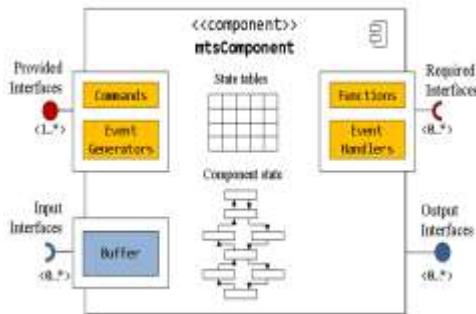 <<component>>
mtsComponent
Provided
Interfaces
<1..*>
Commands
Event
Generators
State tables
Functions
Event
Handlers
Required
Interfaces
<0..*>
Component state
Input
Interfaces
<0..*>
Buffer
Output
Interfaces
<0..*>